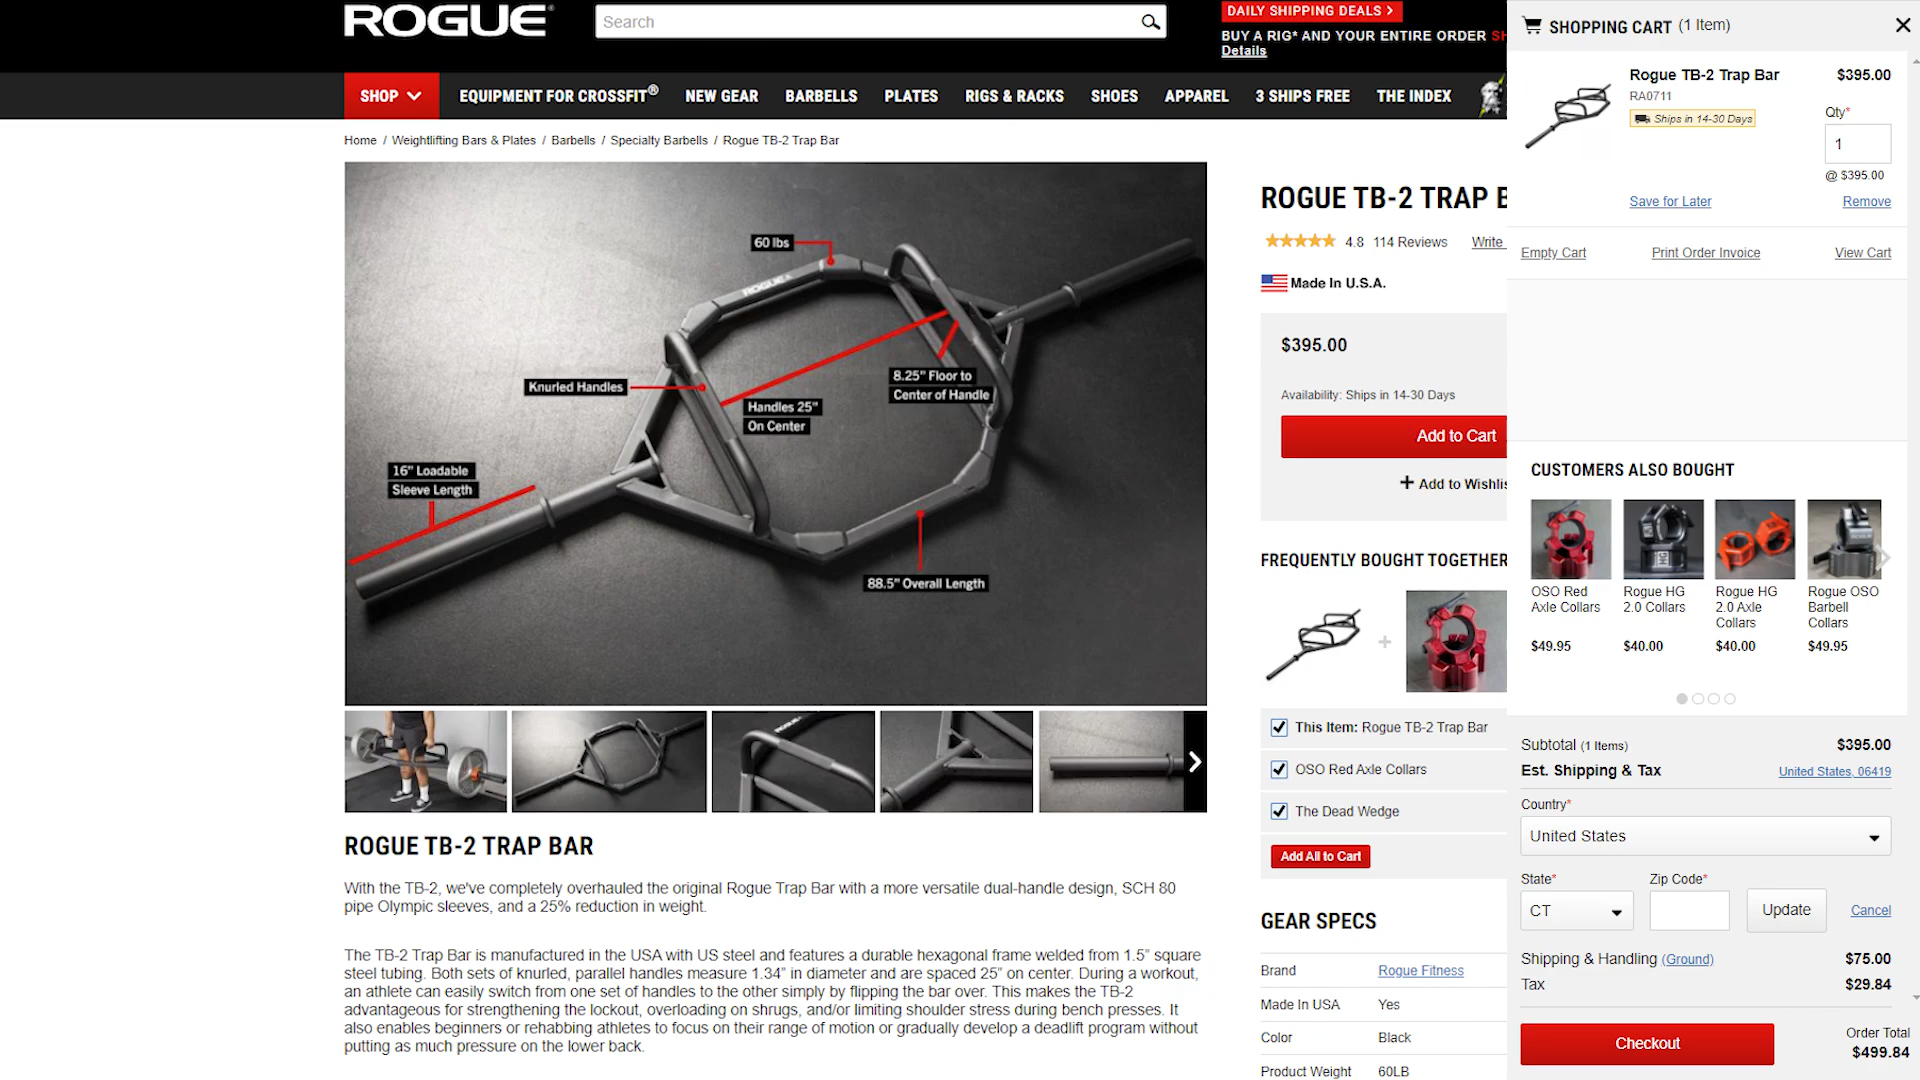 ROGUE®
Search
DAILY SHIPPING DEALS >
BUY A RIG* AND YOUR ENTIRE ORDER SH
Details
SHOP
EQUIPMENT FOR CROSSFIT®
NEW GEAR
BARBELLS
PLATES
RIGS & RACKS
SHOES
APPAREL
3 SHIPS FREE
THE INDEX
Home / Weightlifting Bars & Plates / Barbells / Specialty Barbells / Rogue TB-2 Trap Bar
60 lbs
ROGUE
Knurled Handles
8.25" Floor to
Center of Handle
Handles 25"
On Center
16" Loadable
Sleeve Length
88.5" Overall Length
ROGUE TB-2 TRAP BAR
With the TB-2, we've completely overhauled the original Rogue Trap Bar with a more versatile dual-handle design, SCH 80
pipe Olympic sleeves, and a 25% reduction in weight.
The TB-2 Trap Bar is manufactured in the USA with US steel and features a durable hexagonal frame welded from 1.5" square
steel tubing. Both sets of knurled, parallel handles measure 1.34" in diameter and are spaced 25" on center. During a workout,
an athlete can easily switch from one set of handles to the other simply by flipping the bar over. This makes the TB-2
advantageous for strengthening the lockout, overloading on shrugs, and/or limiting shoulder stress during bench presses. It
also enables beginners or rehabbing athletes to focus on their range of motion or gradually develop a deadlift program without
putting as much pressure on the lower back.
ROGUE TB-2 TRAP B
4.8 114 Reviews Write
Made In U.S.A.
$395.00
Availability: Ships in 14-30 Days
Add to Cart
+ Add to Wishlis
FREQUENTLY BOUGHT TOGETHER
+
This Item: Rogue TB-2 Trap Bar
OSO Red Axle Collars
The Dead Wedge
Add All to Cart
GEAR SPECS
Brand Rogue Fitness
Made In USA Yes
Color Black
Product Weight 60LB
SHOPPING CART (1 Item)
Rogue TB-2 Trap Bar $395.00
RA0711
Ships in 14-30 Days
Qty*
1
@ $395.00
Save for Later Remove
Empty Cart Print Order Invoice View Cart
CUSTOMERS ALSO BOUGHT
OSO Red
Axle Collars
$49.95
Rogue HG
2.0 Collars
$40.00
Rogue HG
2.0 Axle
Collars
$40.00
Rogue OSO
Barbell
Collars
$49.95
Subtotal (1 Items) $395.00
Est. Shipping & Tax United States, 06419
Country*
United States
State* Zip Code*
CT Update Cancel
Shipping & Handling (Ground) $75.00
Tax $29.84
Order Total
Checkout $499.84